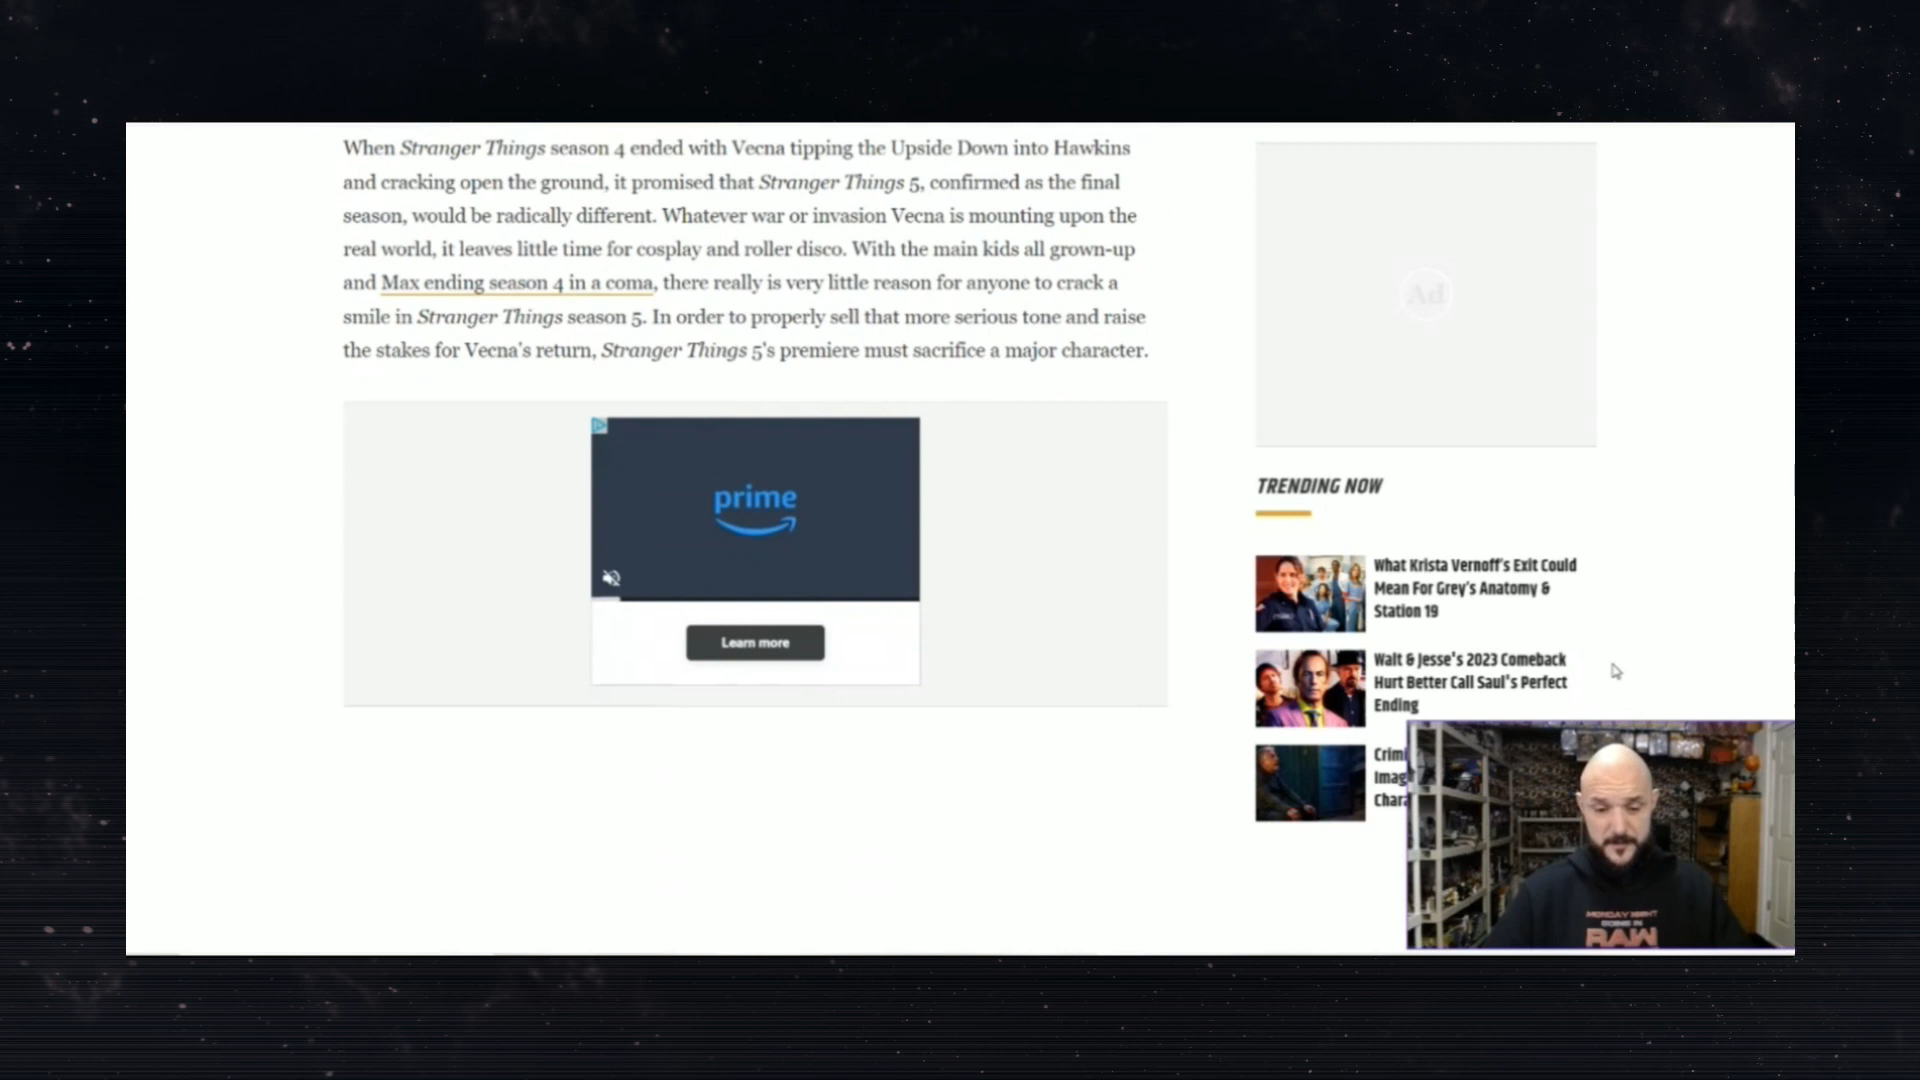 When Stranger Things season 4 ended with Vecna tipping the Upside Down into Hawkins
and cracking open the ground, it promised that Stranger Things 5, confirmed as the final
season, would be radically different. Whatever war or invasion Vecna is mounting upon the
real world, it leaves little time for cosplay and roller disco. With the main kids all grown-up
and Max ending season 4 in a coma, there really is very little reason for anyone to crack a
smile in Stranger Things season 5. In order to properly sell that more serious tone and raise
the stakes for Vecna's return, Stranger Things 5's premiere must sacrifice a major character.
prime
Learn more
Ad
TRENDING NOW
What Krista Vernoff's Exit Could
Mean For Grey's Anatomy &
Station 19
Walt & Jesse's 2023 Comeback
Hurt Better Call Saul's Perfect
Ending
Crim
Imag
Chara
MONDAY NIGHT
GOING IN
RAW